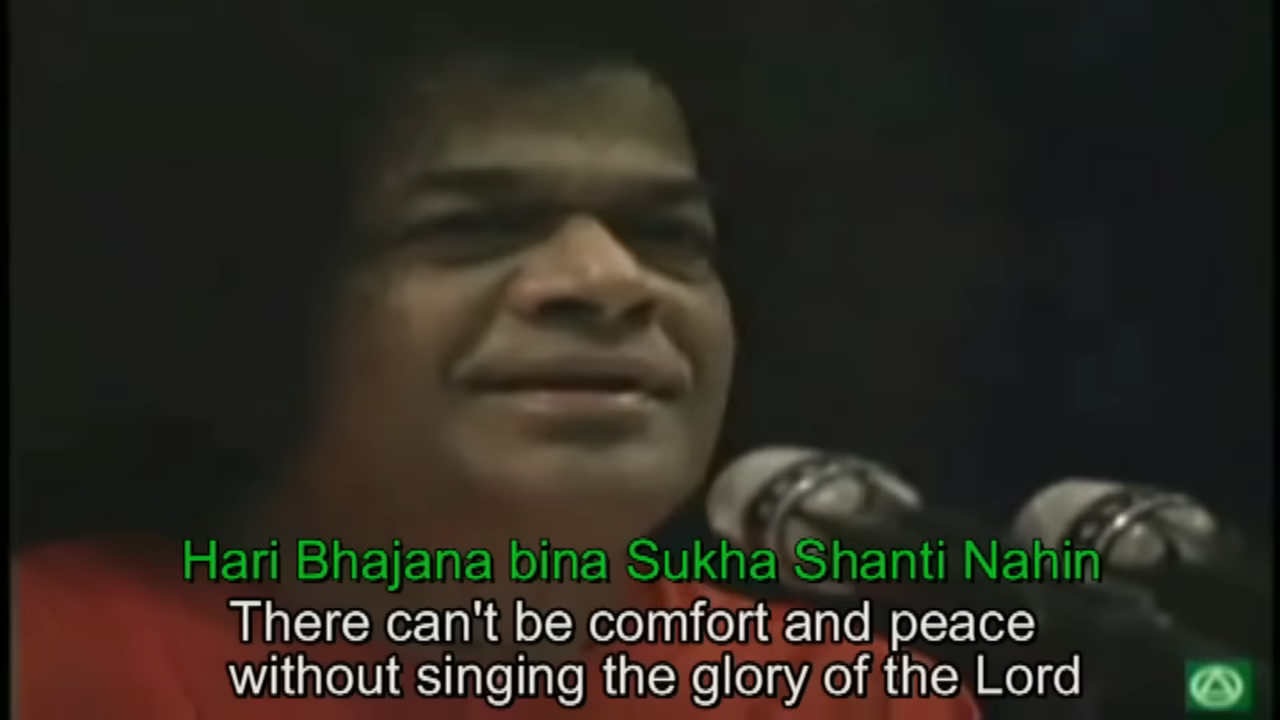 Hari Bhajana bina Sukha Shanti Nahin
There can't be comfort and peace
without singing the glory of the Lord